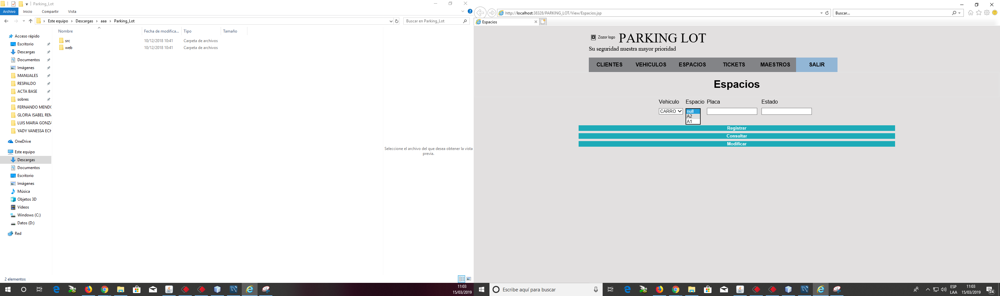 Parking_Lot
Archivo Inicio Compartir Vista
Este equipo Descargas aaa Parking_Lot
Buscar en Parking_Lot
Nombre Fecha de modifica... Tipo Tamaño
src 10/12/2018 10:41 Carpeta de archivos
web 10/12/2018 10:41 Carpeta de archivos
Acceso rápido
Escritorio
Descargas
Documentos
Imágenes
MANUALES
RESPALDO
ACTA BASE
sobres
FERNANDO MENDO
GLORIA ISABEL REM
LUIS MARIA GONZA
YADY VANESSA ECH
OneDrive
Este equipo
Descargas
Documentos
Escritorio
Imágenes
Música
Objetos 3D
Vídeos
Windows (C:)
Datos (D:)
Red
Seleccione el archivo del que desea obtener la vista
previa.
2 elementos
11:03
15/03/2019
http://localhost:38328/PARKING_LOT/View/Espacios.jsp
Buscar...
Espacios
Zozor logo PARKING LOT
Su seguridad nuestra mayor prioridad
CLIENTES VEHICULOS ESPACIOS TICKETS MAESTROS SALIR
Espacios
Vehiculo Espacio Placa Estado
CARRO null
A2
A1
Registrar
Consultar
Modificar
Escribe aquí para buscar
ESP
LAA
11:03
15/03/2019
24